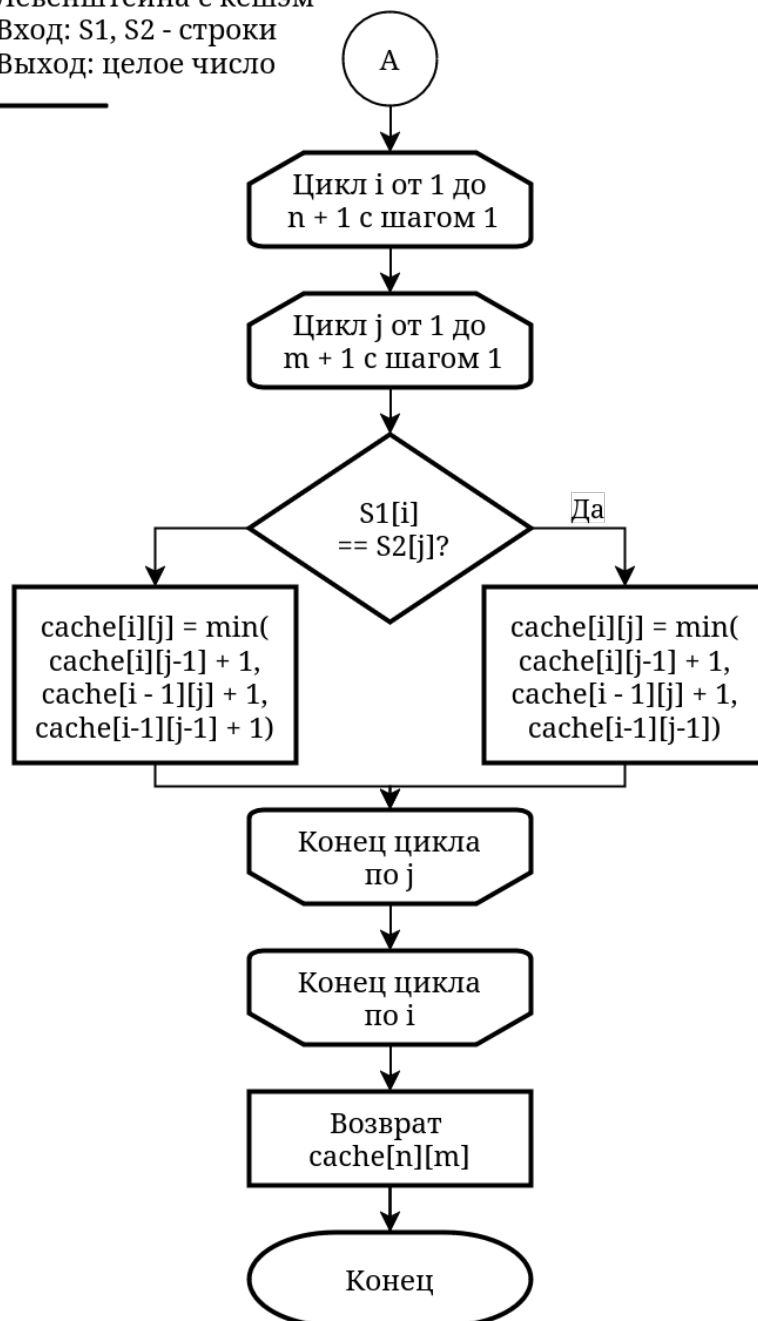 Левенштейна с кешэм
Вход: S1, S2 - строки
Выход: целое число
A
Цикл i от 1 до
n + 1 с шагом 1
Цикл j от 1 до
m + 1 с шагом 1
S1[i]
== S2[j]?
Да
cache[i][j] = min(
cache[i][j-1] + 1,
cache[i - 1][j] + 1,
cache[i-1][j-1] + 1)
cache[i][j] = min(
cache[i][j-1] + 1,
cache[i - 1][j] + 1,
cache[i-1][j-1])
Конец цикла
по j
Конец цикла
по i
Возврат
cache[n][m]
Конец